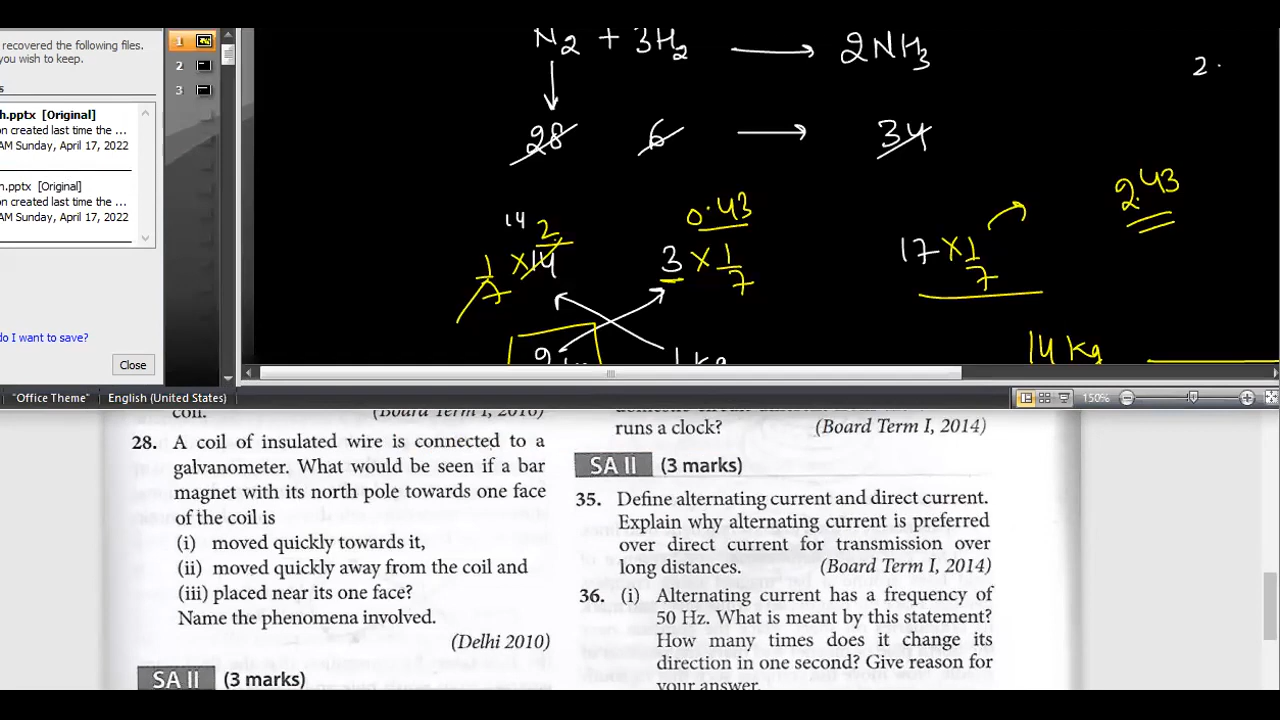 recovered the following files.
you wish to keep.
s
h.pptx [Original]
on created last time the ...
AM Sunday, April 17, 2022
.pptx [Original]
on created last time the ...
AM Sunday, April 17, 2022
do I want to save?
Close
1
2
3
N2 + 3H2 ⟶ 2NH3
2.
28 6 ⟶ 34
2.43
14 2 0.43
1/7 × 14 3 × 1/7 17 × 1/7
1 kg 14 kg
"Office Theme" English (United States) 150%
coil. (Board Term I, 2016)
28. A coil of insulated wire is connected to a
galvanometer. What would be seen if a bar
magnet with its north pole towards one face
of the coil is
(i) moved quickly towards it,
(ii) moved quickly away from the coil and
(iii) placed near its one face?
Name the phenomena involved.
(Delhi 2010)
SA II (3 marks)
runs a clock? (Board Term I, 2014)
SA II (3 marks)
35. Define alternating current and direct current.
Explain why alternating current is preferred
over direct current for transmission over
long distances. (Board Term I, 2014)
36. (i) Alternating current has a frequency of
50 Hz. What is meant by this statement?
How many times does it change its
direction in one second? Give reason for
your answer.